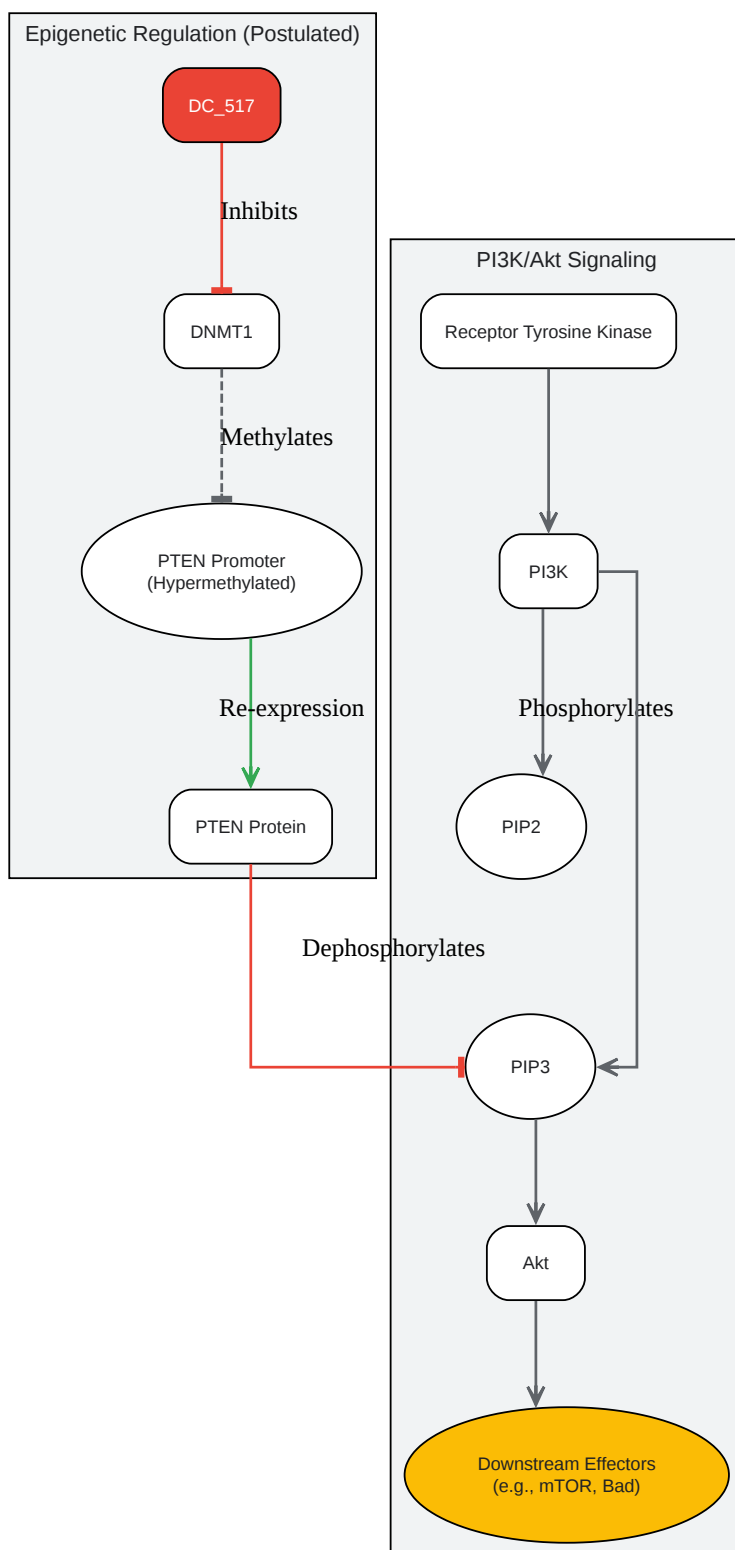 Epigenetic Regulation (Postulated)
DC_517
Inhibits
DNMT1
Methylates
PTEN Promoter
(Hypermethylated)
Re-expression
PTEN Protein
Dephosphorylates
PI3K/Akt Signaling
Receptor Tyrosine Kinase
PI3K
Phosphorylates
PIP2
PIP3
Akt
Downstream Effectors
(e.g., mTOR, Bad)